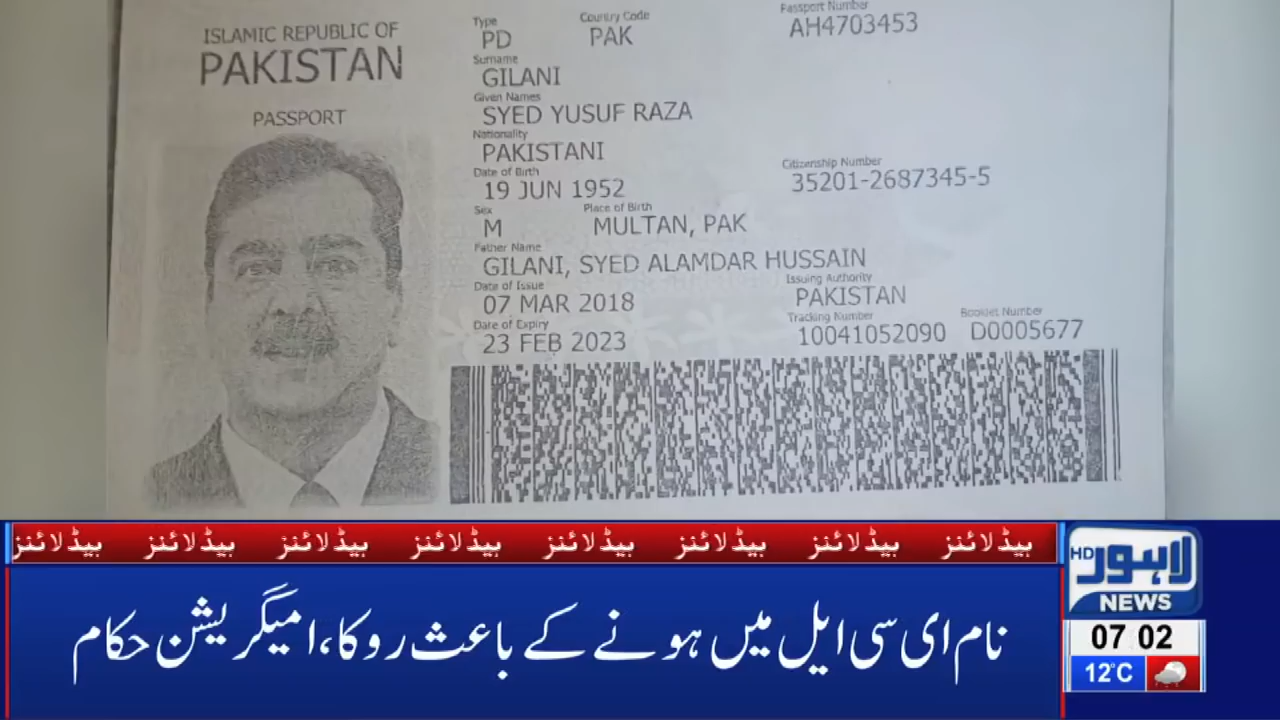 ISLAMIC REPUBLIC OF
PAKISTAN
PASSPORT
Type Country Code Passport Number
PD PAK AH4703453
Surname
GILANI
Given Names
SYED YUSUF RAZA
Nationality
PAKISTANI
Date of Birth Citizenship Number
19 JUN 1952 35201-2687345-5
Sex Place of Birth
M MULTAN, PAK
Father Name
GILANI, SYED ALAMDAR HUSSAIN
Date of Issue Issuing Authority
07 MAR 2018 PAKISTAN
Date of Expiry Tracking Number Booklet Number
23 FEB 2023 10041052090 D0005677
ہیڈلائنز ہیڈلائنز ہیڈلائنز ہیڈلائنز ہیڈلائنز ہیڈلائنز ہیڈلائنز ہیڈلائنز
نام ای سی ایل میں ہونے کے باعث روکا، امیگریشن حکام
لاہور HD
NEWS
07 02
12°C